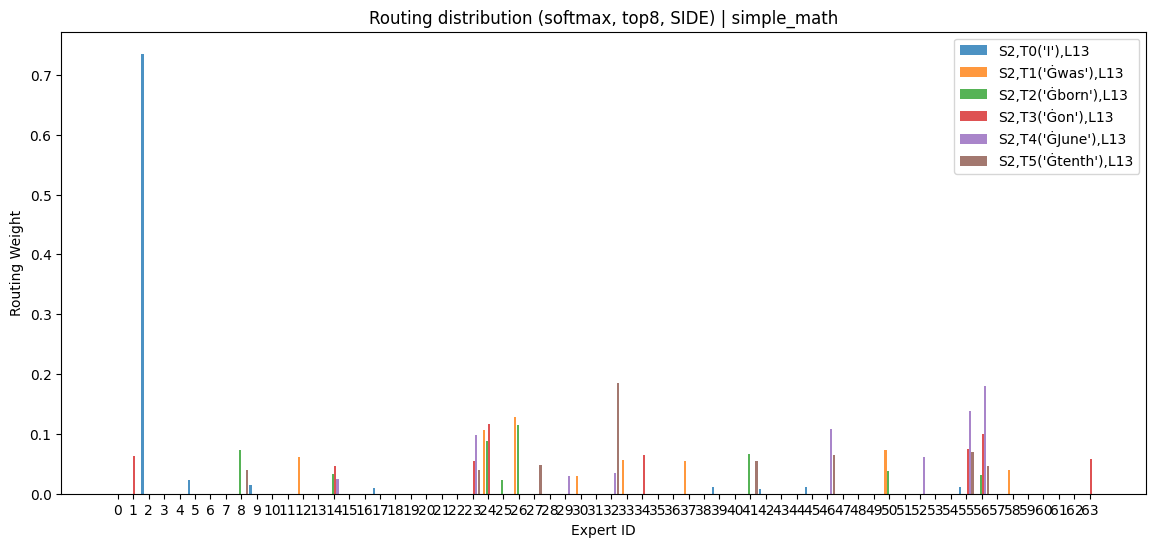 Routing distribution (softmax, top8, SIDE) | simple_math
S2,T0('I'),L13
S2,T1('Ġwas'),L13
S2,T2('Ġborn'),L13
S2,T3('Ġon'),L13
S2,T4('ĠJune'),L13
S2,T5('Ġtenth'),L13
0.7
0.6
0.5
0.4
0.3
0.2
0.1
0.0
Routing Weight
0 1 2 3 4 5 6 7 8 9 10 11 12 13 14 15 16 17 18 19 20 21 22 23 24 25 26 27 28 29 30 31 32 33 34 35 36 37 38 39 40 41 42 43 44 45 46 47 48 49 50 51 52 53 54 55 56 57 58 59 60 61 62 63
Expert ID